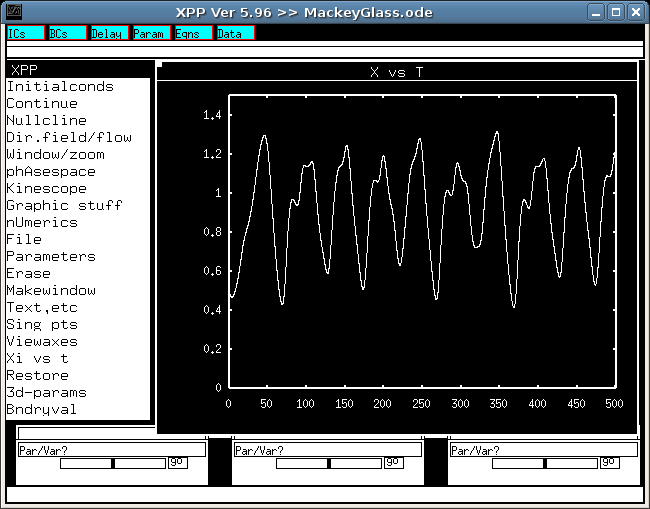 XPP Ver 5.96 >> MackeyGlass.ode
ICs BCs Delay Param Eqns Data
XPP
Initialconds
Continue
Nullcline
Dir.field/flow
Window/zoom
phAsespace
Kinescope
Graphic stuff
nUmerics
File
Parameters
Erase
Makewindow
Text,etc
Sing pts
Viewaxes
Xi vs t
Restore
3d-params
Bndryval
X vs T
1.4
1.2
1
0.8
0.6
0.4
0.2
0
0 50 100 150 200 250 300 350 400 450 500
Par/Var? Par/Var? Par/Var?